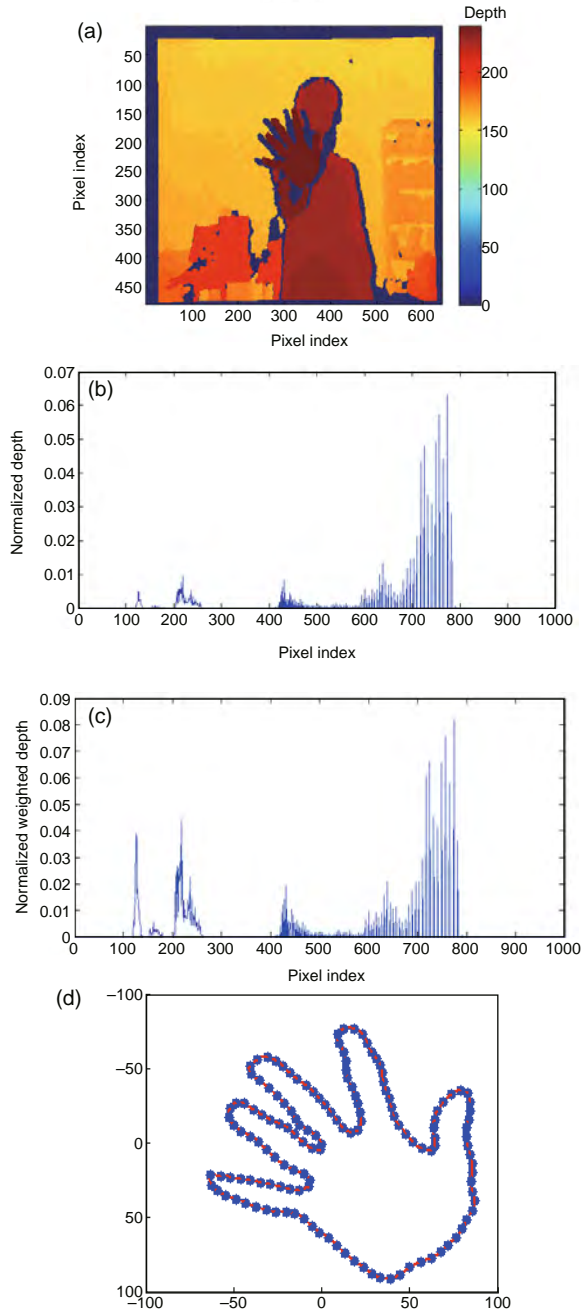 (a)
Depth
50
100
150
200
250
300
350
400
450
Pixel index
100 200 300 400 500 600
Pixel index
200
150
100
50
0
(b)
0.07
0.06
0.05
0.04
0.03
0.02
0.01
0
Normalized depth
0 100 200 300 400 500 600 700 800 900 1000
Pixel index
(c)
0.09
0.08
0.07
0.06
0.05
0.04
0.03
0.02
0.01
0
Normalized weighted depth
0 100 200 300 400 500 600 700 800 900 1000
Pixel index
(d)
–100
–50
0
50
100
–100 –50 0 50 100